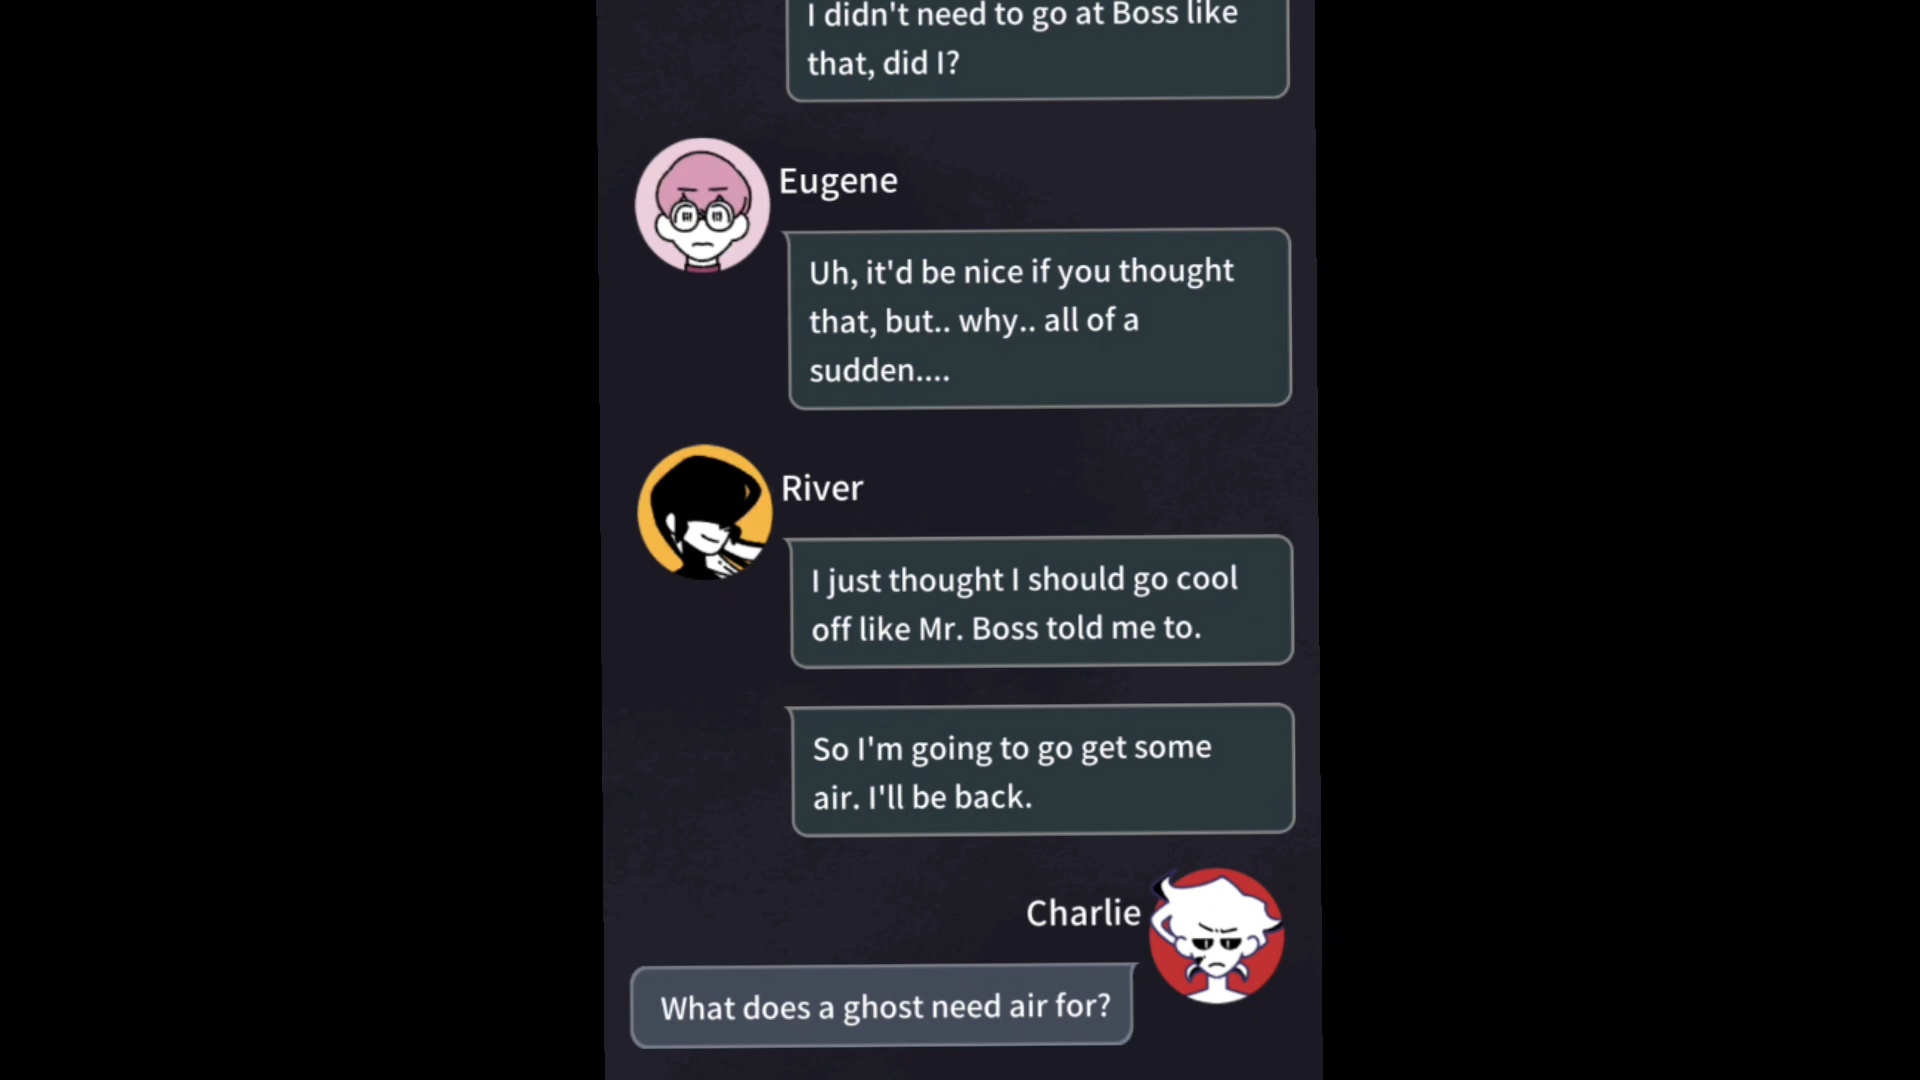 I didn't need to go at Boss like
that, did I?
Eugene
Uh, it'd be nice if you thought
that, but.. why.. all of a
sudden....
River
I just thought I should go cool
off like Mr. Boss told me to.
So I'm going to go get some
air. I'll be back.
Charlie
What does a ghost need air for?